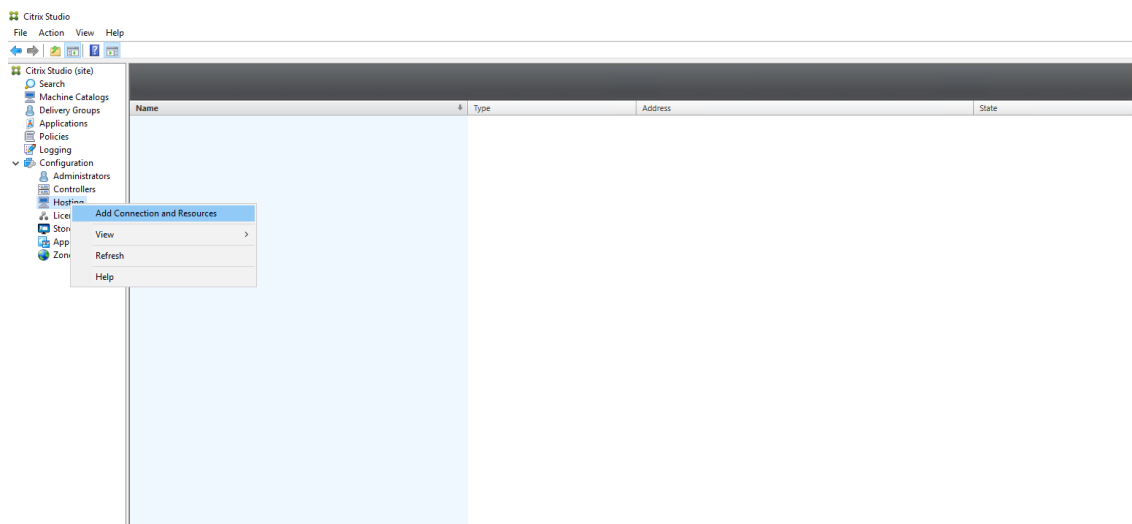 Citrix Studio
File Action View Help
Citrix Studio (site)
Search
Machine Catalogs
Delivery Groups
Applications
Policies
Logging
Configuration
Administrators
Controllers
Hosting
Name Type Address State
Add Connection and Resources
View
Refresh
Help